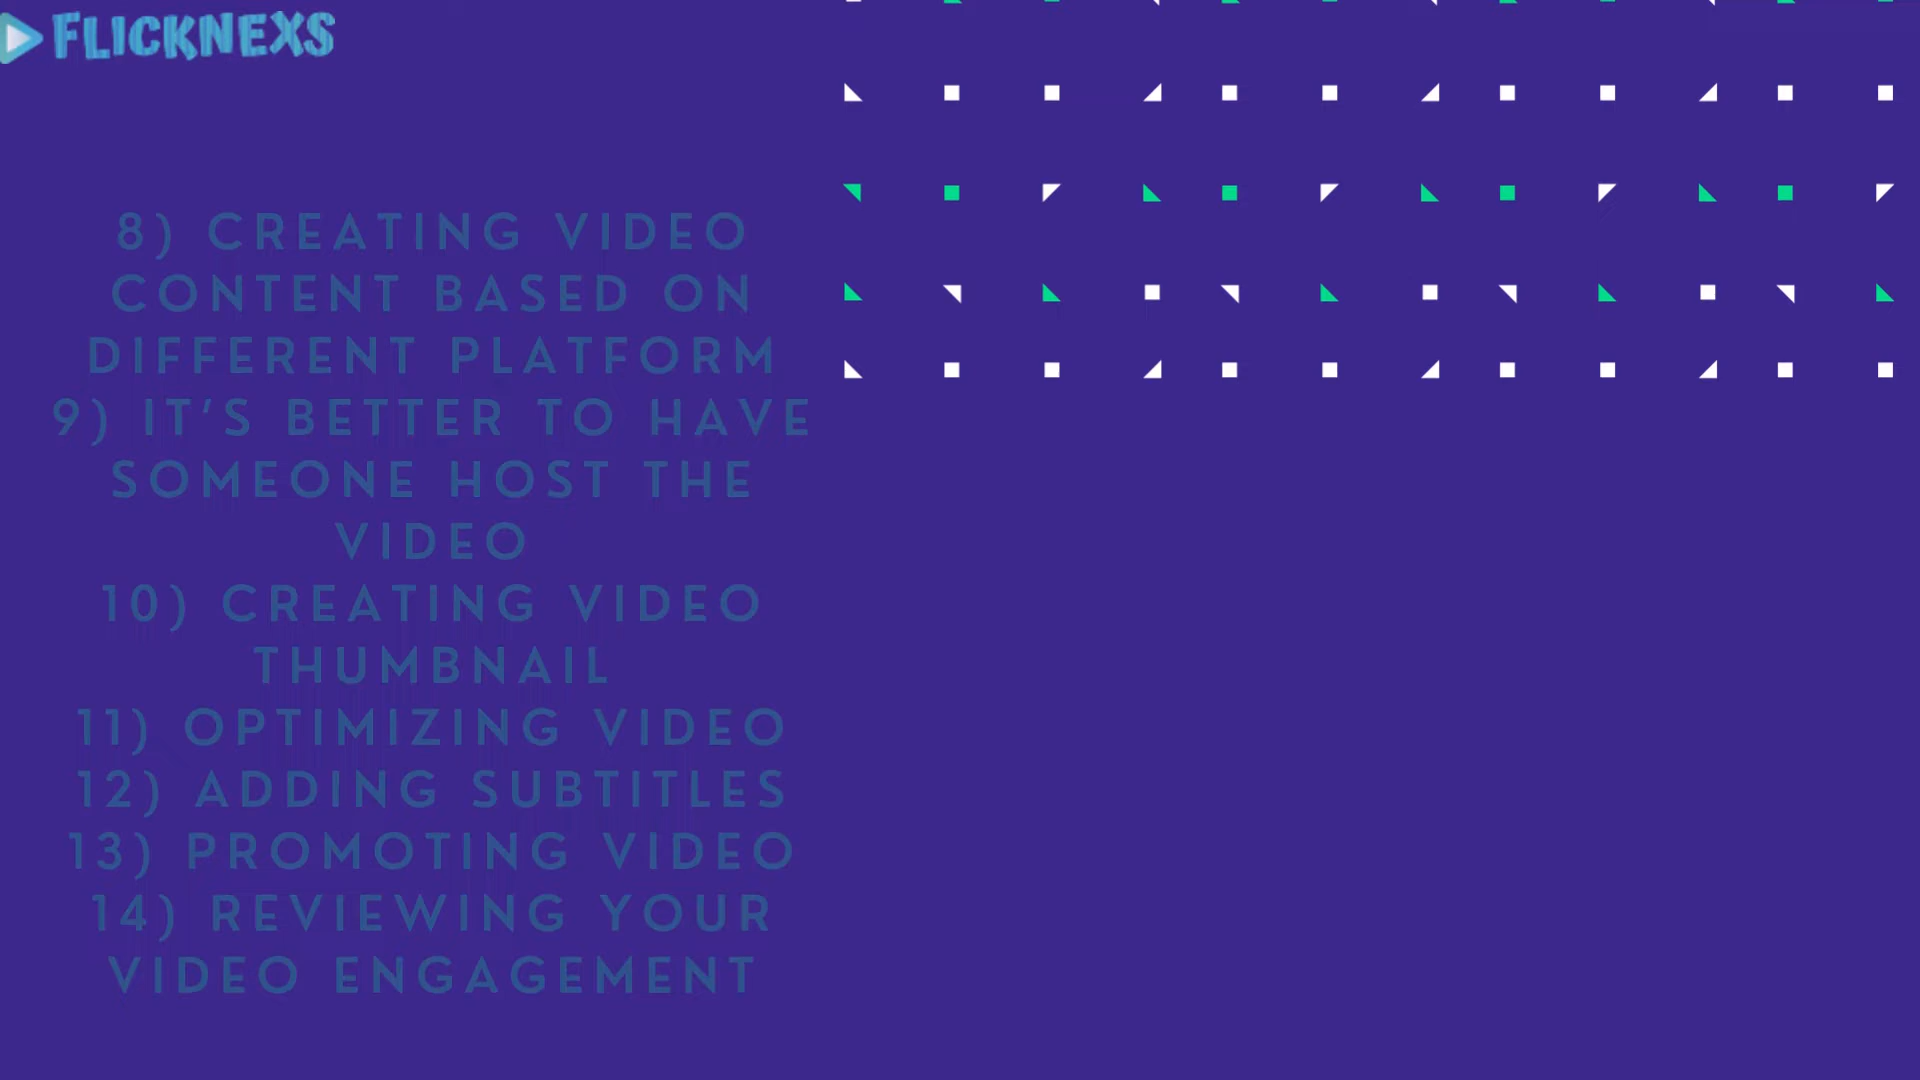 FLICKNEXS
8) CREATING VIDEO
CONTENT BASED ON
DIFFERENT PLATFORM
9) IT'S BETTER TO HAVE
SOMEONE HOST THE
VIDEO
10) CREATING VIDEO
THUMBNAIL
11) OPTIMIZING VIDEO
12) ADDING SUBTITLES
13) PROMOTING VIDEO
14) REVIEWING YOUR
VIDEO ENGAGEMENT